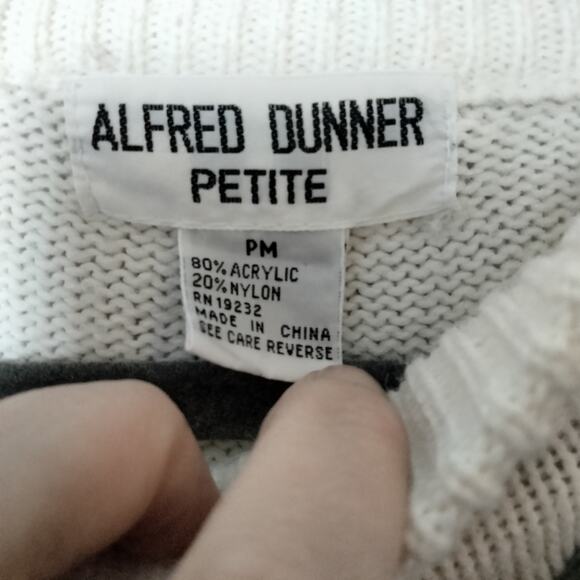 ALFRED DUNNER
PETITE
PM
80% ACRYLIC
20% NYLON
RN 19232
MADE IN CHINA
SEE CARE REVERSE